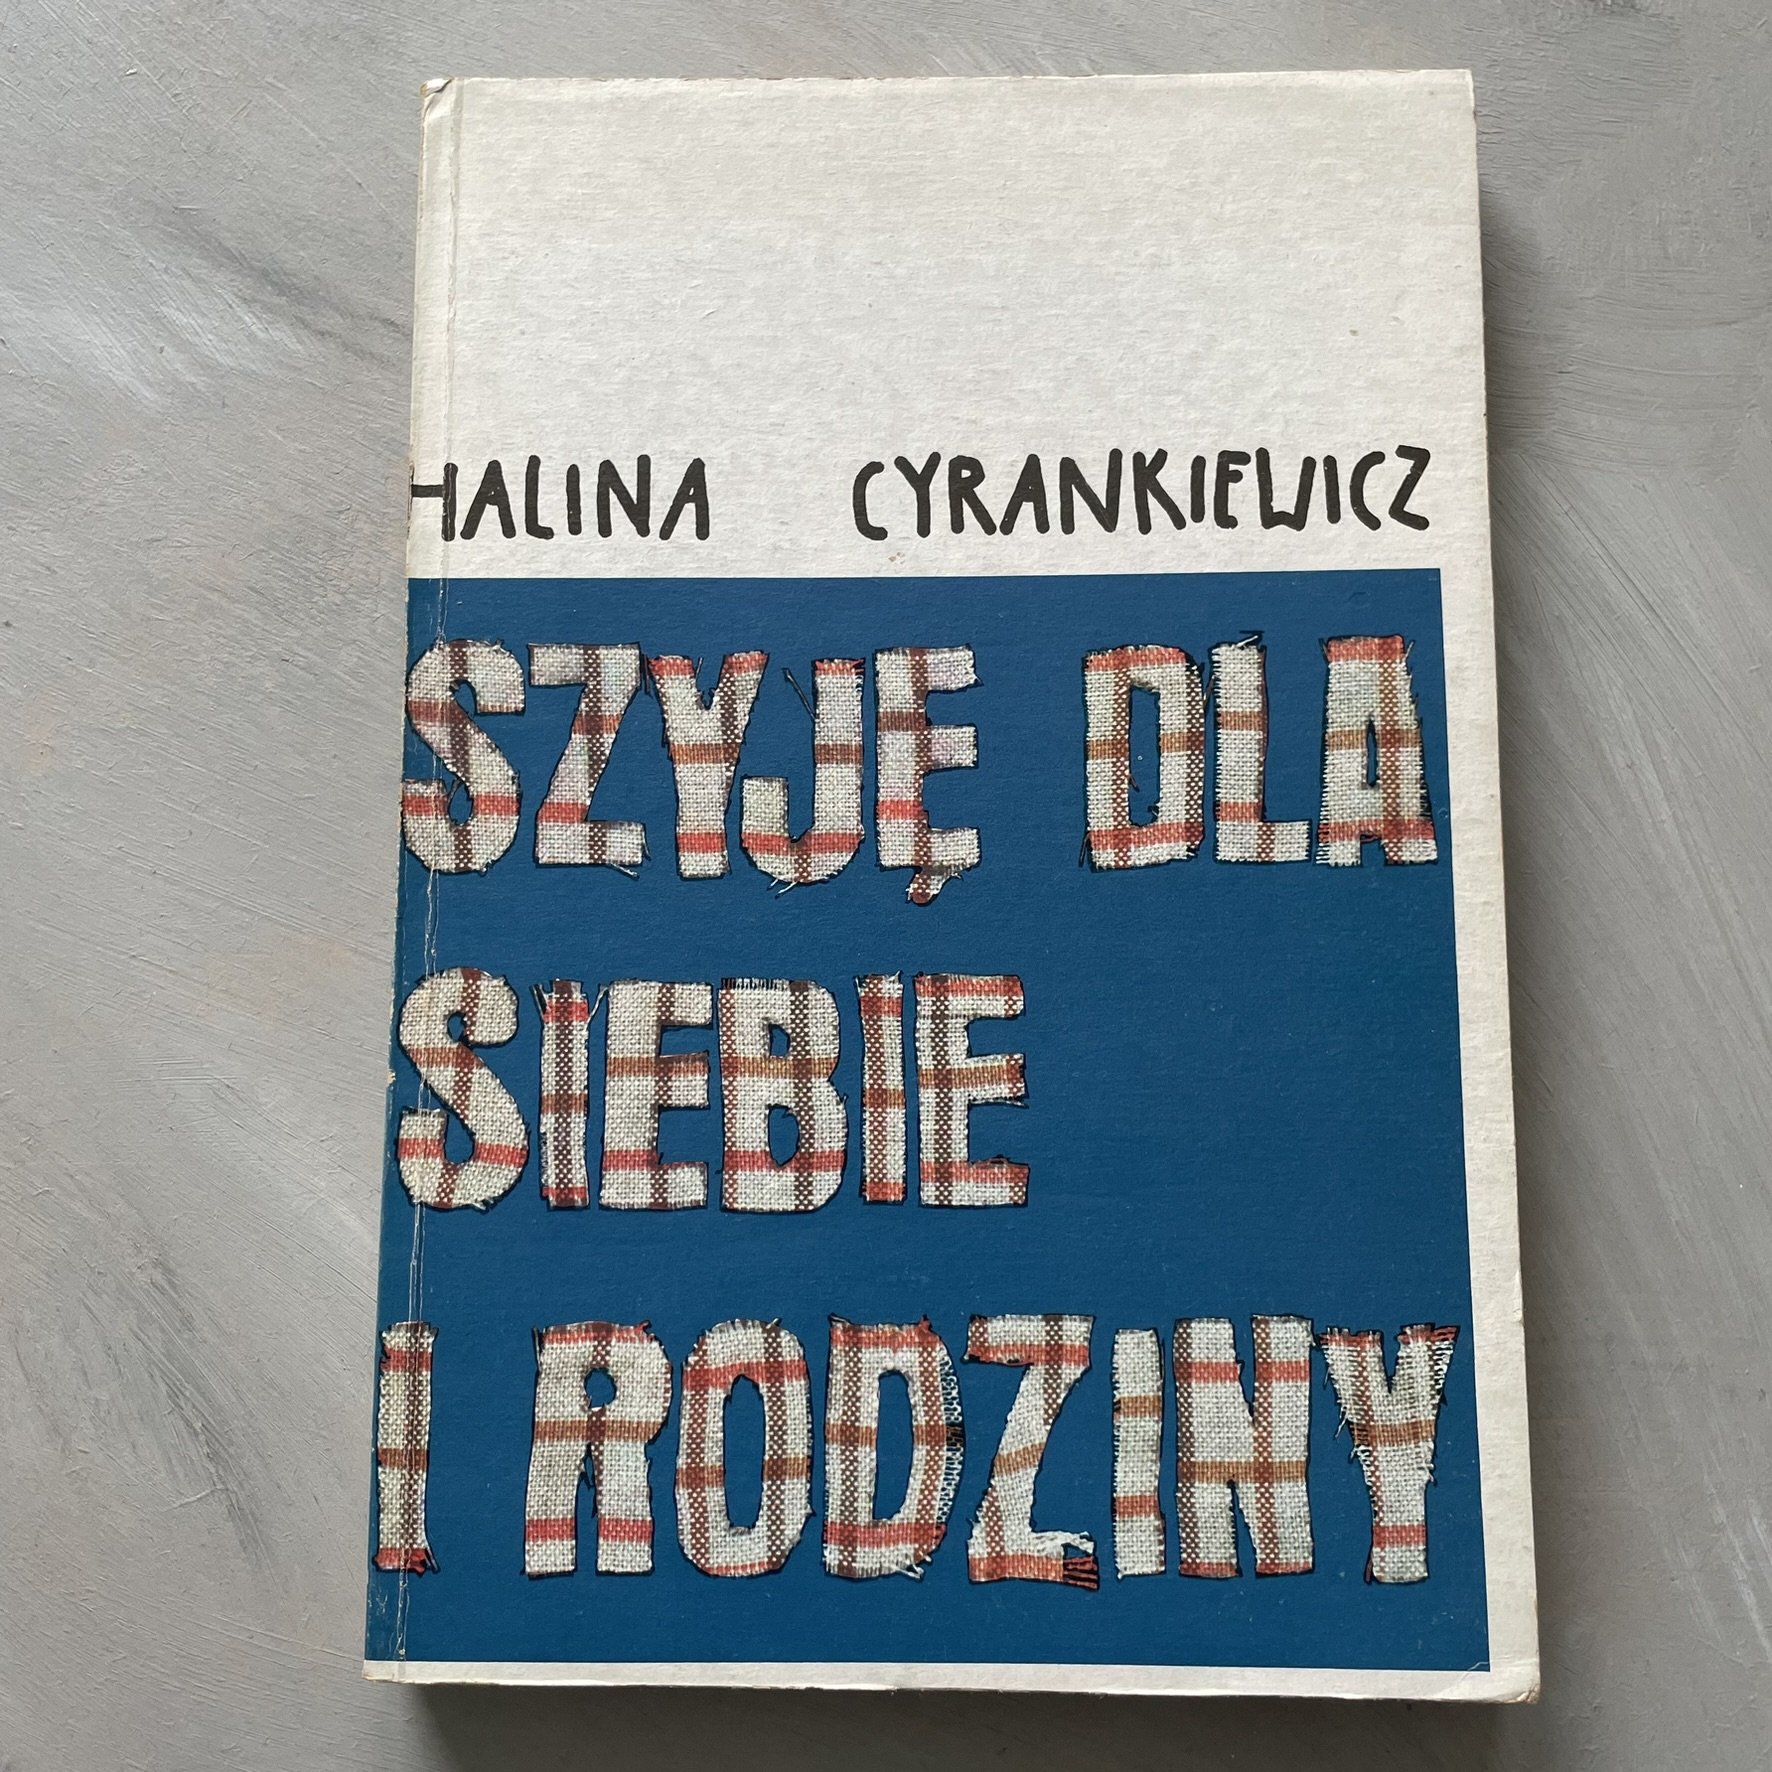 HALINA CYRANKIEWICZ
SZYJĘ DLA
SIEBIE
I RODZINY